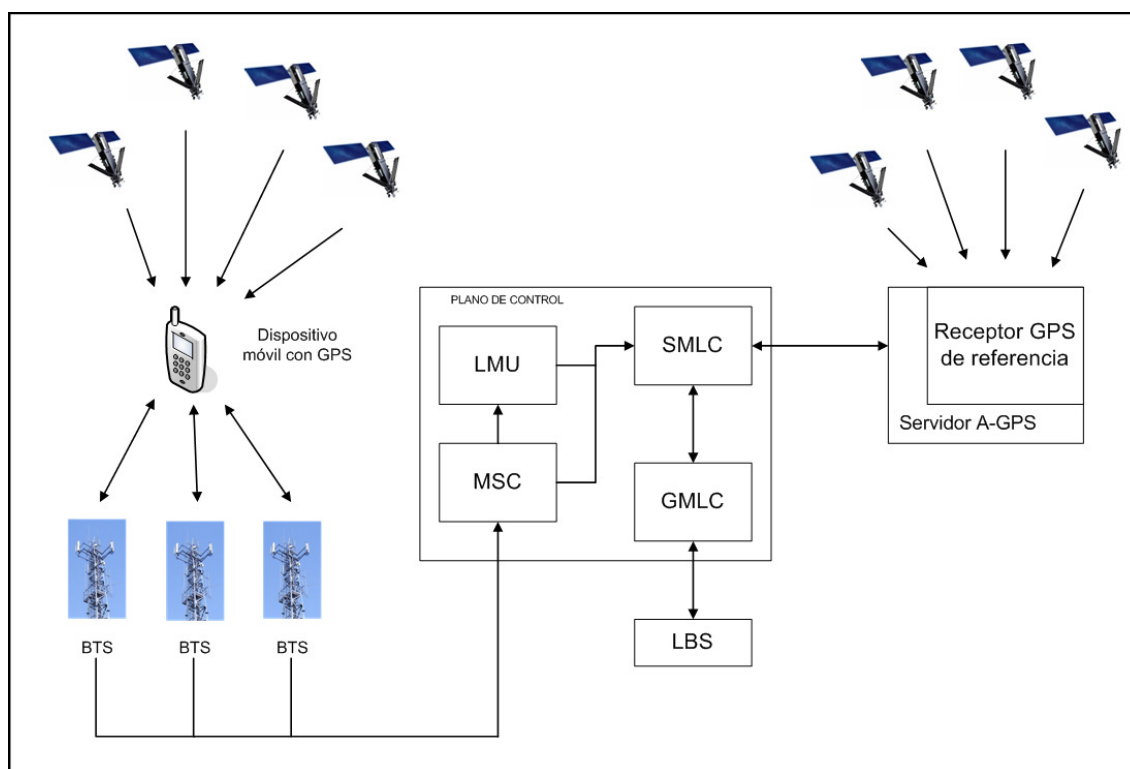 Dispositivo
móvil con GPS
BTS
BTS
BTS
PLANO DE CONTROL
LMU
SMLC
MSC
GMLC
LBS
Receptor GPS
de referencia
Servidor A-GPS